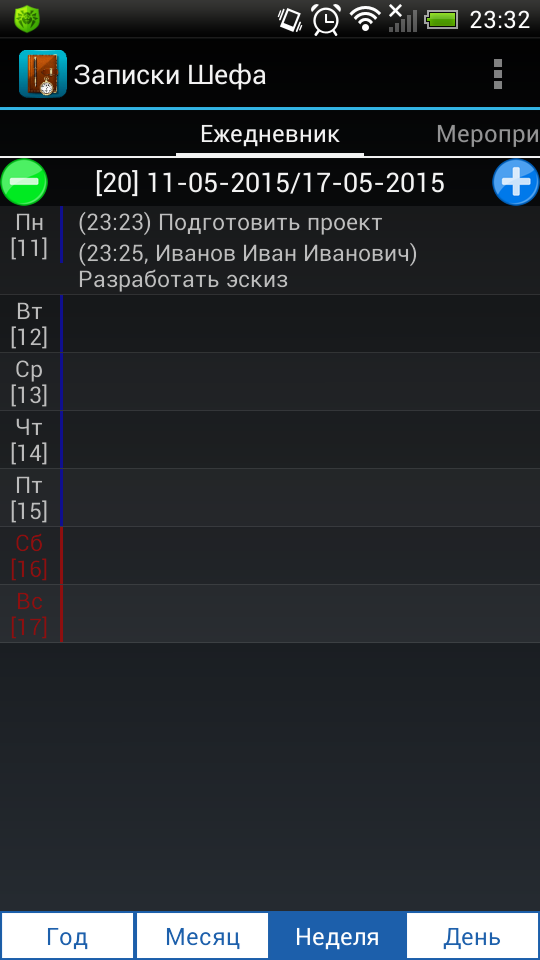 23:32
Записки Шефа
Ежедневник Меропри
[20] 11-05-2015/17-05-2015
Пн
[11]
(23:23) Подготовить проект
(23:25, Иванов Иван Иванович)
Разработать эскиз
Вт
[12]
Ср
[13]
Чт
[14]
Пт
[15]
Сб
[16]
Вс
[17]
Год Месяц Неделя День